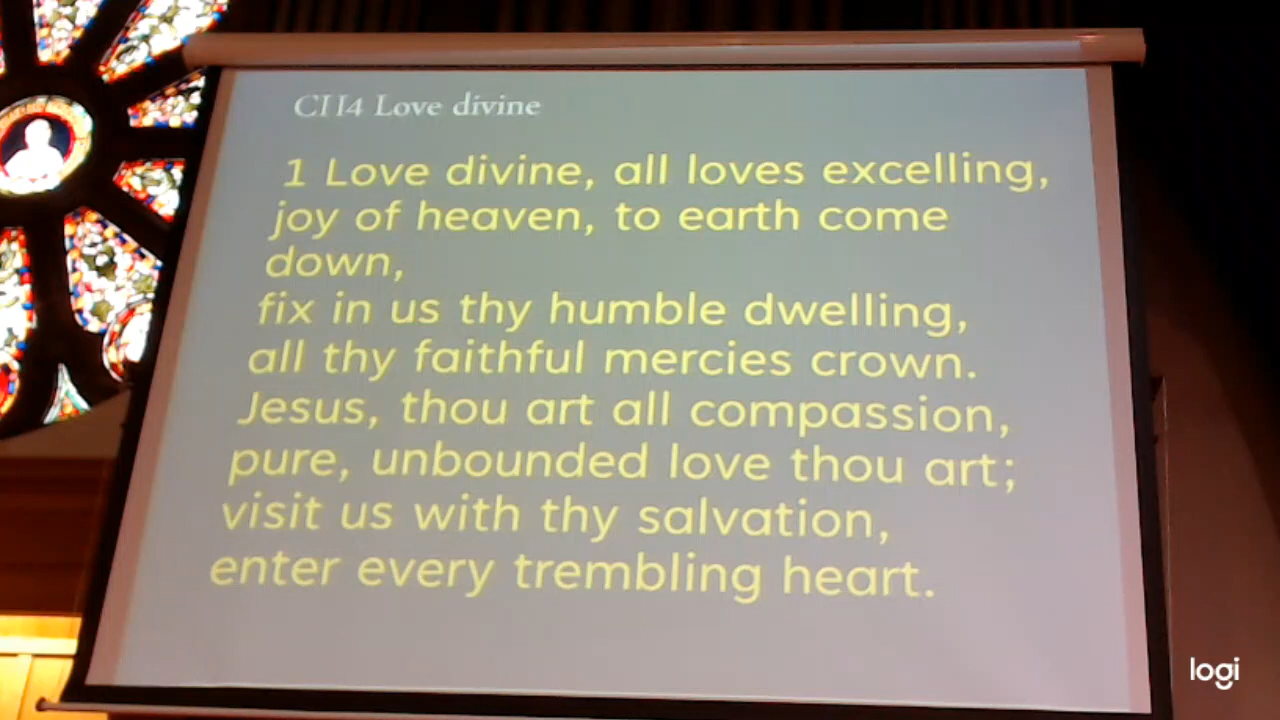 CH4 Love divine
1 Love divine, all loves excelling,
joy of heaven, to earth come
down,
fix in us thy humble dwelling,
all thy faithful mercies crown.
Jesus, thou art all compassion,
pure, unbounded love thou art;
visit us with thy salvation,
enter every trembling heart.
logi